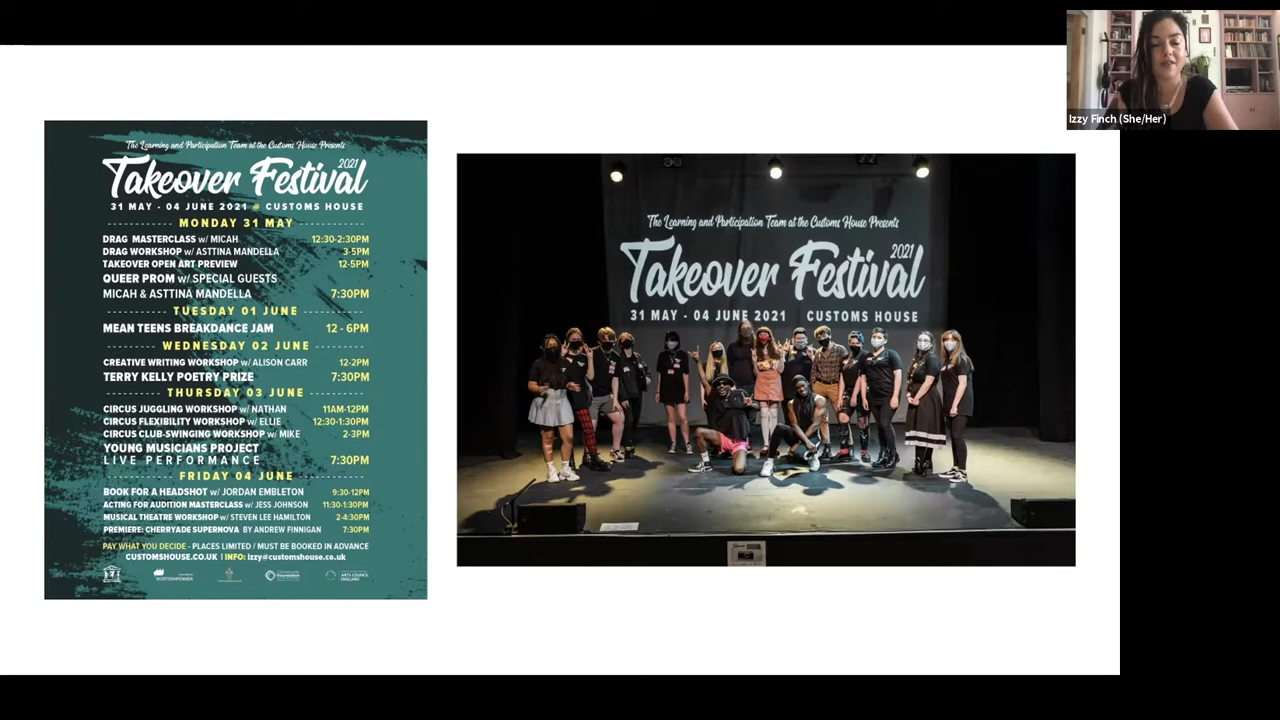 Izzy Finch (She/Her)
The Learning and Participation Team at the Customs House Presents
2021
Takeover Festival
31 MAY - 04 JUNE 2021 @ CUSTOMS HOUSE
MONDAY 31 MAY
DRAG MASTERCLASS w/ MICAH 12:30-2:30PM
DRAG WORKSHOP w/ ASTTINA MANDELLA 3-5PM
TAKEOVER OPEN ART PREVIEW 12-5PM
QUEER PROM w/ SPECIAL GUESTS
MICAH & ASTTINA MANDELLA 7:30PM
TUESDAY 01 JUNE
MEAN TEENS BREAKDANCE JAM 12 - 6PM
WEDNESDAY 02 JUNE
CREATIVE WRITING WORKSHOP w/ ALISON CARR 12-2PM
TERRY KELLY POETRY PRIZE 7:30PM
THURSDAY 03 JUNE
CIRCUS JUGGLING WORKSHOP w/ NATHAN 11AM-12PM
CIRCUS FLEXIBILITY WORKSHOP w/ ELLIE 12:30-1:30PM
CIRCUS CLUB-SWINGING WORKSHOP w/ MIKE 2-3PM
YOUNG MUSICIANS PROJECT
LIVE PERFORMANCE 7:30PM
FRIDAY 04 JUNE
BOOK FOR A HEADSHOT w/ JORDAN EMBLETON 9:30-12PM
ACTING FOR AUDITION MASTERCLASS w/ JESS JOHNSON 11:30-1:30PM
MUSICAL THEATRE WORKSHOP w/ STEVEN LEE HAMILTON 2-4:30PM
PREMIERE: CHERRYADE SUPERNOVA BY ANDREW FINNIGAN 7:30PM
PAY WHAT YOU DECIDE - PLACES LIMITED / MUST BE BOOKED IN ADVANCE
CUSTOMSHOUSE.CO.UK | INFO: izzy@customshouse.co.uk
SCOTTISHPOWER
Community
Foundation
ARTS COUNCIL
ENGLAND
The Learning and Participation Team at the Customs House Presents
2021
Takeover Festival
31 MAY - 04 JUNE 2021 CUSTOMS HOUSE